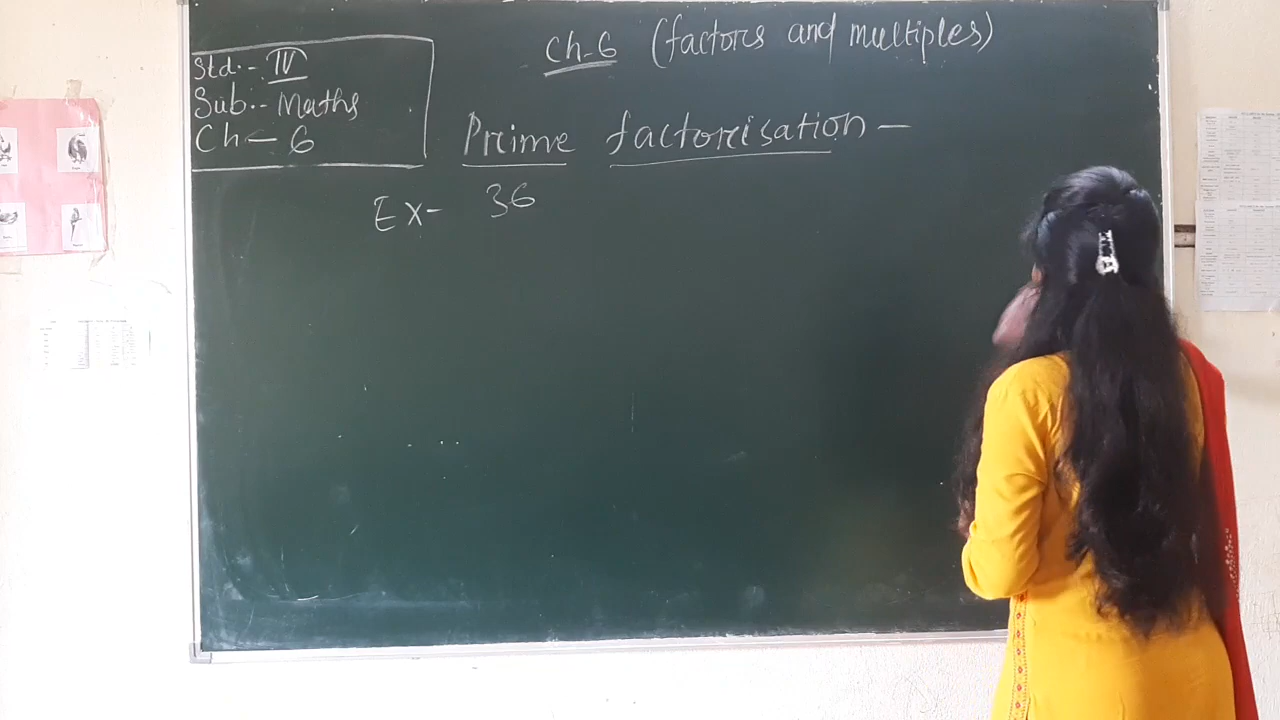 Std.- IV
Sub.- Maths
Ch- 6
Ch-6 (factors and multiples)
Prime factorisation -
Ex- 36